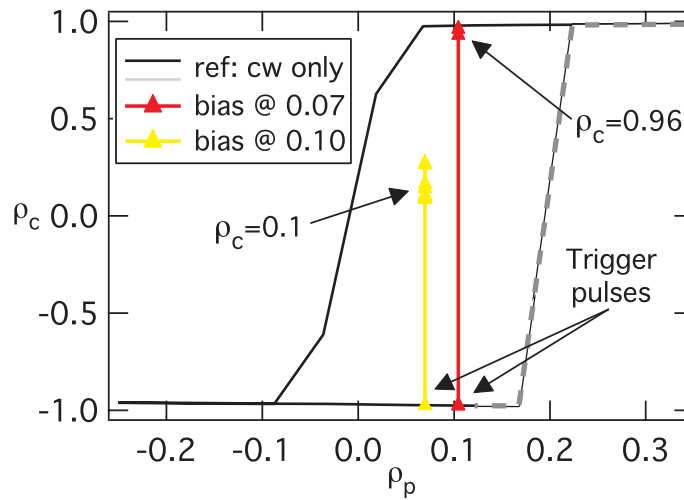 1.0
0.5
0.0
-0.5
-1.0
ρc
ref: cw only
bias @ 0.07
bias @ 0.10
ρc=0.96
ρc=0.1
Trigger
pulses
-0.2
-0.1
0.0
0.1
0.2
0.3
ρp